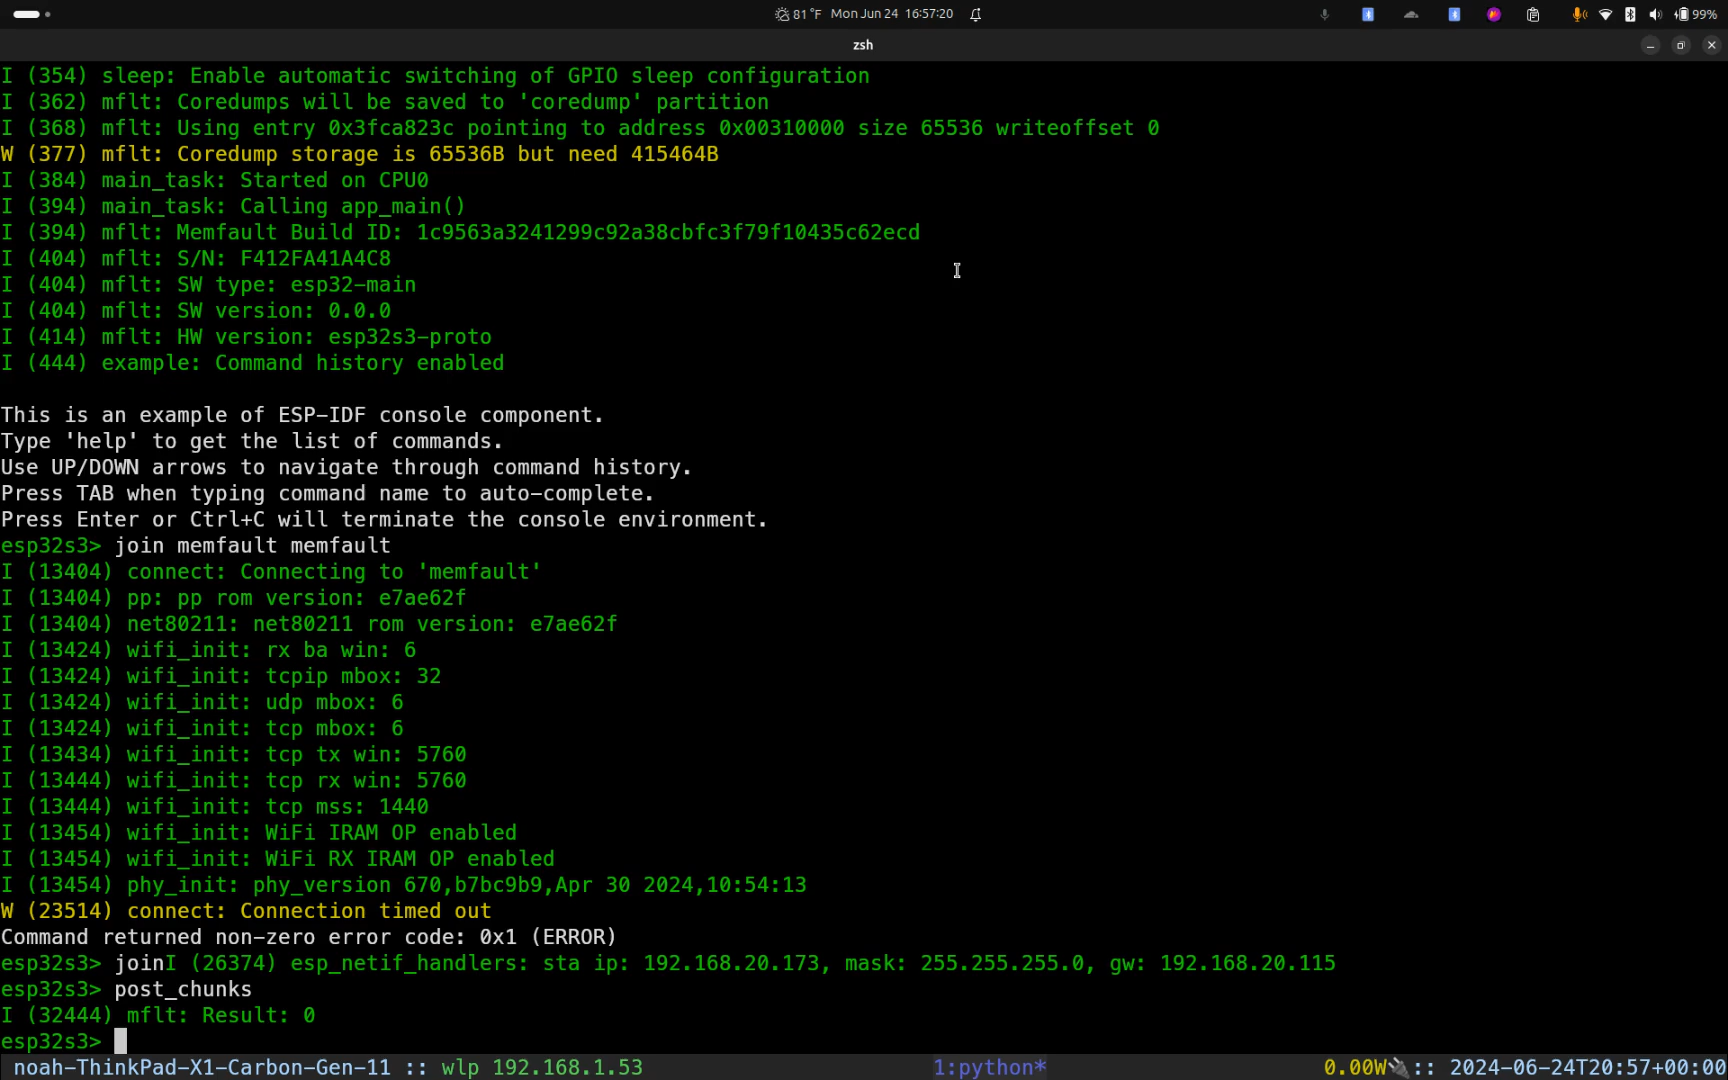 81 °F Mon Jun 24 16:57:20
99%
zsh
I (354) sleep: Enable automatic switching of GPIO sleep configuration
I (362) mflt: Coredumps will be saved to 'coredump' partition
I (368) mflt: Using entry 0x3fca823c pointing to address 0x00310000 size 65536 writeoffset 0
W (377) mflt: Coredump storage is 65536B but need 415464B
I (384) main_task: Started on CPU0
I (394) main_task: Calling app_main()
I (394) mflt: Memfault Build ID: 1c9563a3241299c92a38cbfc3f79f10435c62ecd
I (404) mflt: S/N: F412FA41A4C8
I (404) mflt: SW type: esp32-main
I (404) mflt: SW version: 0.0.0
I (414) mflt: HW version: esp32s3-proto
I (444) example: Command history enabled
This is an example of ESP-IDF console component.
Type 'help' to get the list of commands.
Use UP/DOWN arrows to navigate through command history.
Press TAB when typing command name to auto-complete.
Press Enter or Ctrl+C will terminate the console environment.
esp32s3> join memfault memfault
I (13404) connect: Connecting to 'memfault'
I (13404) pp: pp rom version: e7ae62f
I (13404) net80211: net80211 rom version: e7ae62f
I (13424) wifi_init: rx ba win: 6
I (13424) wifi_init: tcpip mbox: 32
I (13424) wifi_init: udp mbox: 6
I (13424) wifi_init: tcp mbox: 6
I (13434) wifi_init: tcp tx win: 5760
I (13444) wifi_init: tcp rx win: 5760
I (13444) wifi_init: tcp mss: 1440
I (13454) wifi_init: WiFi IRAM OP enabled
I (13454) wifi_init: WiFi RX IRAM OP enabled
I (13454) phy_init: phy_version 670,b7bc9b9,Apr 30 2024,10:54:13
W (23514) connect: Connection timed out
Command returned non-zero error code: 0x1 (ERROR)
esp32s3> joinI (26374) esp_netif_handlers: sta ip: 192.168.20.173, mask: 255.255.255.0, gw: 192.168.20.115
esp32s3> post_chunks
I (32444) mflt: Result: 0
esp32s3>
noah-ThinkPad-X1-Carbon-Gen-11 :: wlp 192.168.1.53 1:python* 0.00W🔌:: 2024-06-24T20:57+00:00